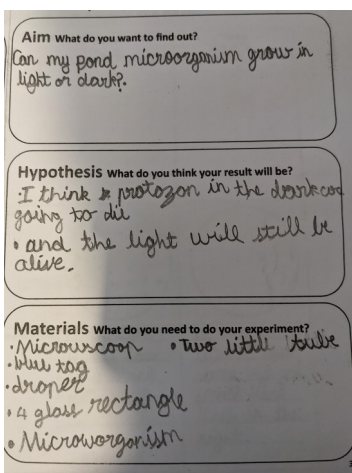 Aim What do you want to find out?
Can my pond microorganism grow in
light or dark?.
Hypothesis What do you think your result will be?
• I think protozon in the dark
going to die
• and the light will still be
alive.
Materials What do you need to do your experiment?
• Microwscoop • Two little tube
• blue tag
• droper
• 4 glass rectangle
• Microworganism